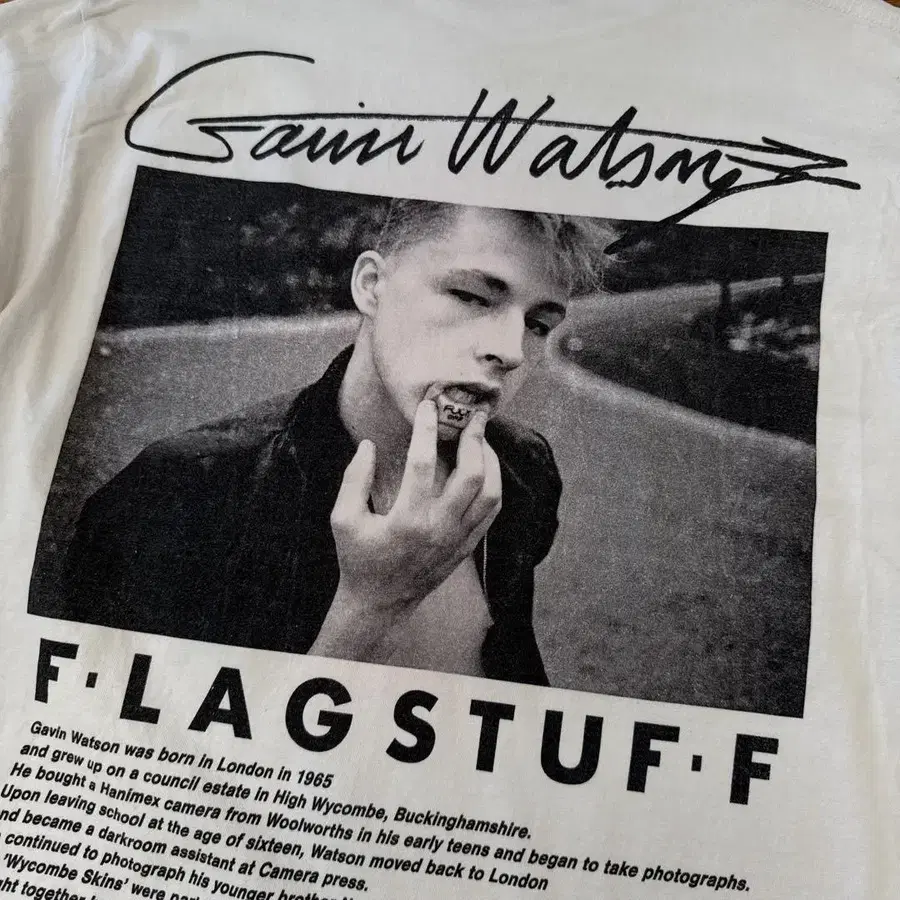 Gavin Watson
F·LAGSTUF·F
Gavin Watson was born in London in 1965
and grew up on a council estate in High Wycombe, Buckinghamshire.
He bought a Hanimex camera from Woolworths in his early teens and began to take photographs.
Upon leaving school at the age of sixteen, Watson moved back to London
nd became a darkroom assistant at Camera press.
continued to photograph his younger brother
'Wycombe Skins' were
ht together